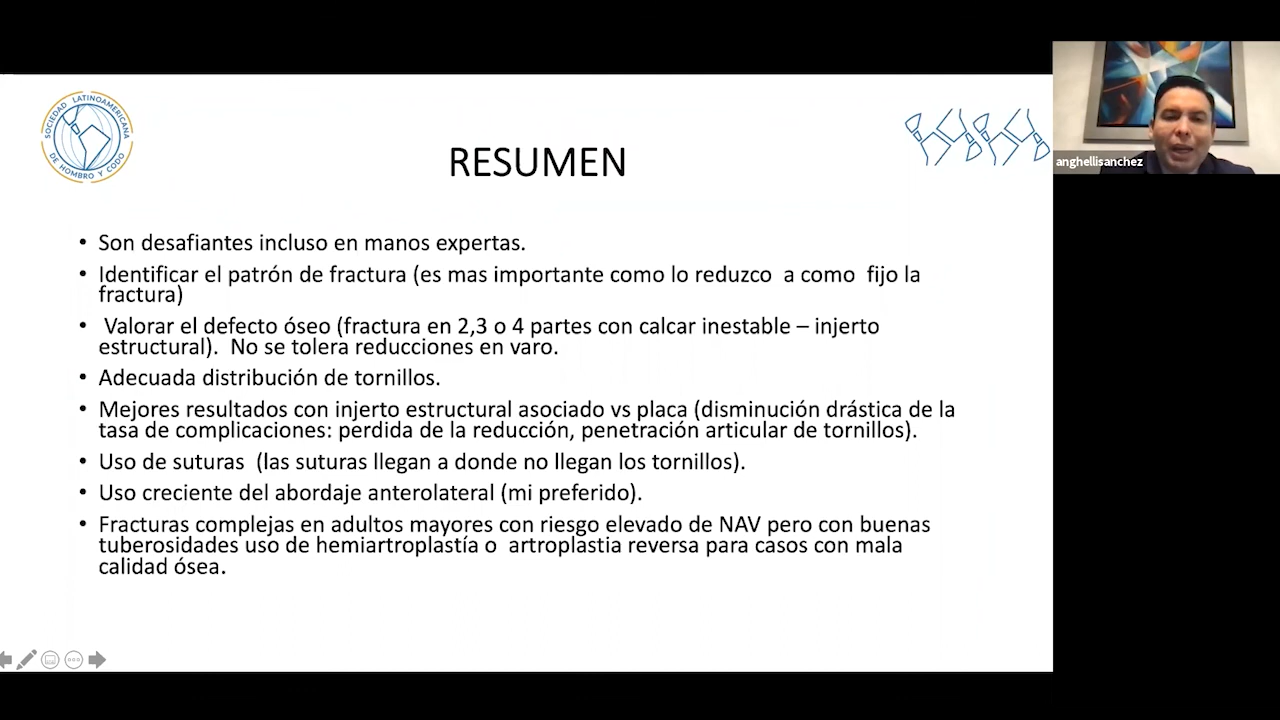 SOCIEDAD LATINOAMERICANA
DE HOMBRO Y CODO
RESUMEN
anghellisanchez
• Son desafiantes incluso en manos expertas.
• Identificar el patrón de fractura (es mas importante como lo reduzco a como fijo la
fractura)
• Valorar el defecto óseo (fractura en 2,3 o 4 partes con calcar inestable – injerto
estructural). No se tolera reducciones en varo.
• Adecuada distribución de tornillos.
• Mejores resultados con injerto estructural asociado vs placa (disminución drástica de la
tasa de complicaciones: perdida de la reducción, penetración articular de tornillos).
• Uso de suturas (las suturas llegan a donde no llegan los tornillos).
• Uso creciente del abordaje anterolateral (mi preferido).
• Fracturas complejas en adultos mayores con riesgo elevado de NAV pero con buenas
tuberosidades uso de hemiartroplastía o artroplastia reversa para casos con mala
calidad ósea.